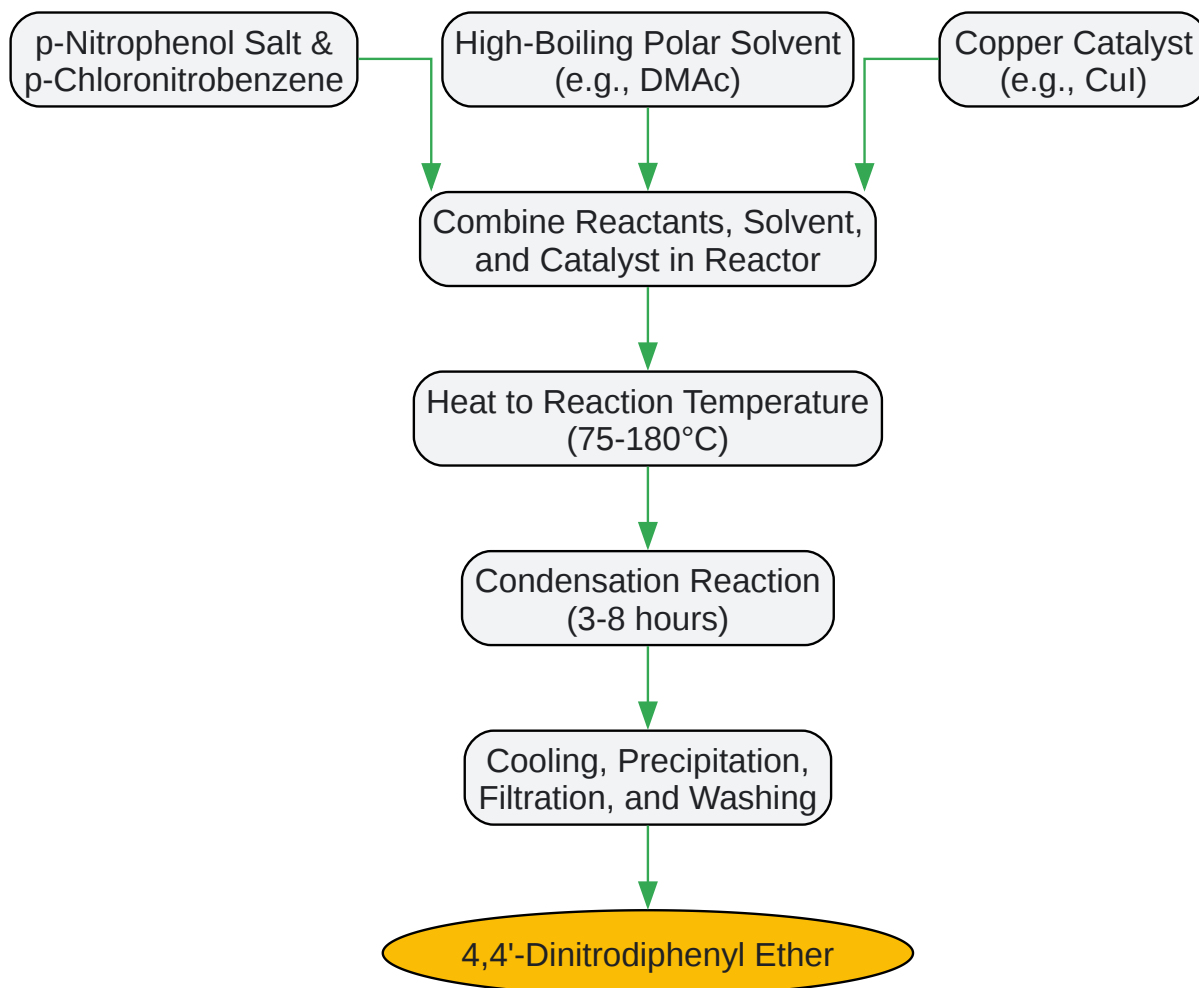 p-Nitrophenol Salt &
p-Chloronitrobenzene
High-Boiling Polar Solvent
(e.g., DMAc)
Copper Catalyst
(e.g., CuI)
Combine Reactants, Solvent,
and Catalyst in Reactor
Heat to Reaction Temperature
(75-180°C)
Condensation Reaction
(3-8 hours)
Cooling, Precipitation,
Filtration, and Washing
4,4'-Dinitrodiphenyl Ether